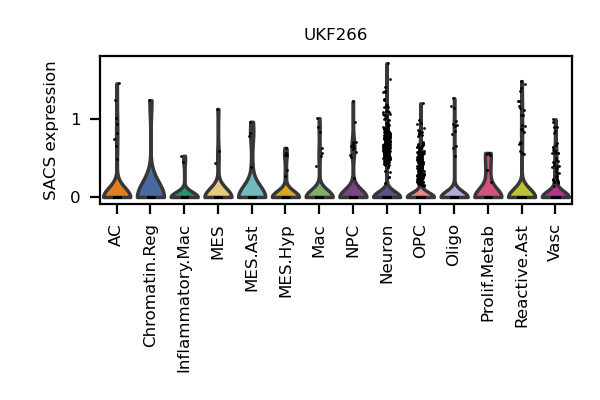 UKF266
SACS expression
1
0
AC
Chromatin.Reg
Inflammatory.Mac
MES
MES.Ast
MES.Hyp
Mac
NPC
Neuron
OPC
Oligo
Prolif.Metab
Reactive.Ast
Vasc